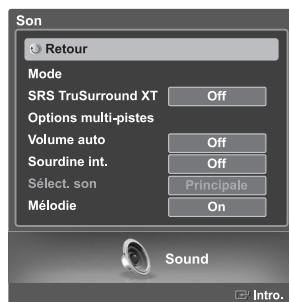 Son
Retour
Mode
SRS TruSurround XT Off
Options multi-pistes
Volume auto Off
Sourdine int. Off
Sélect. son Principale
Mélodie On
Sound
Intro.